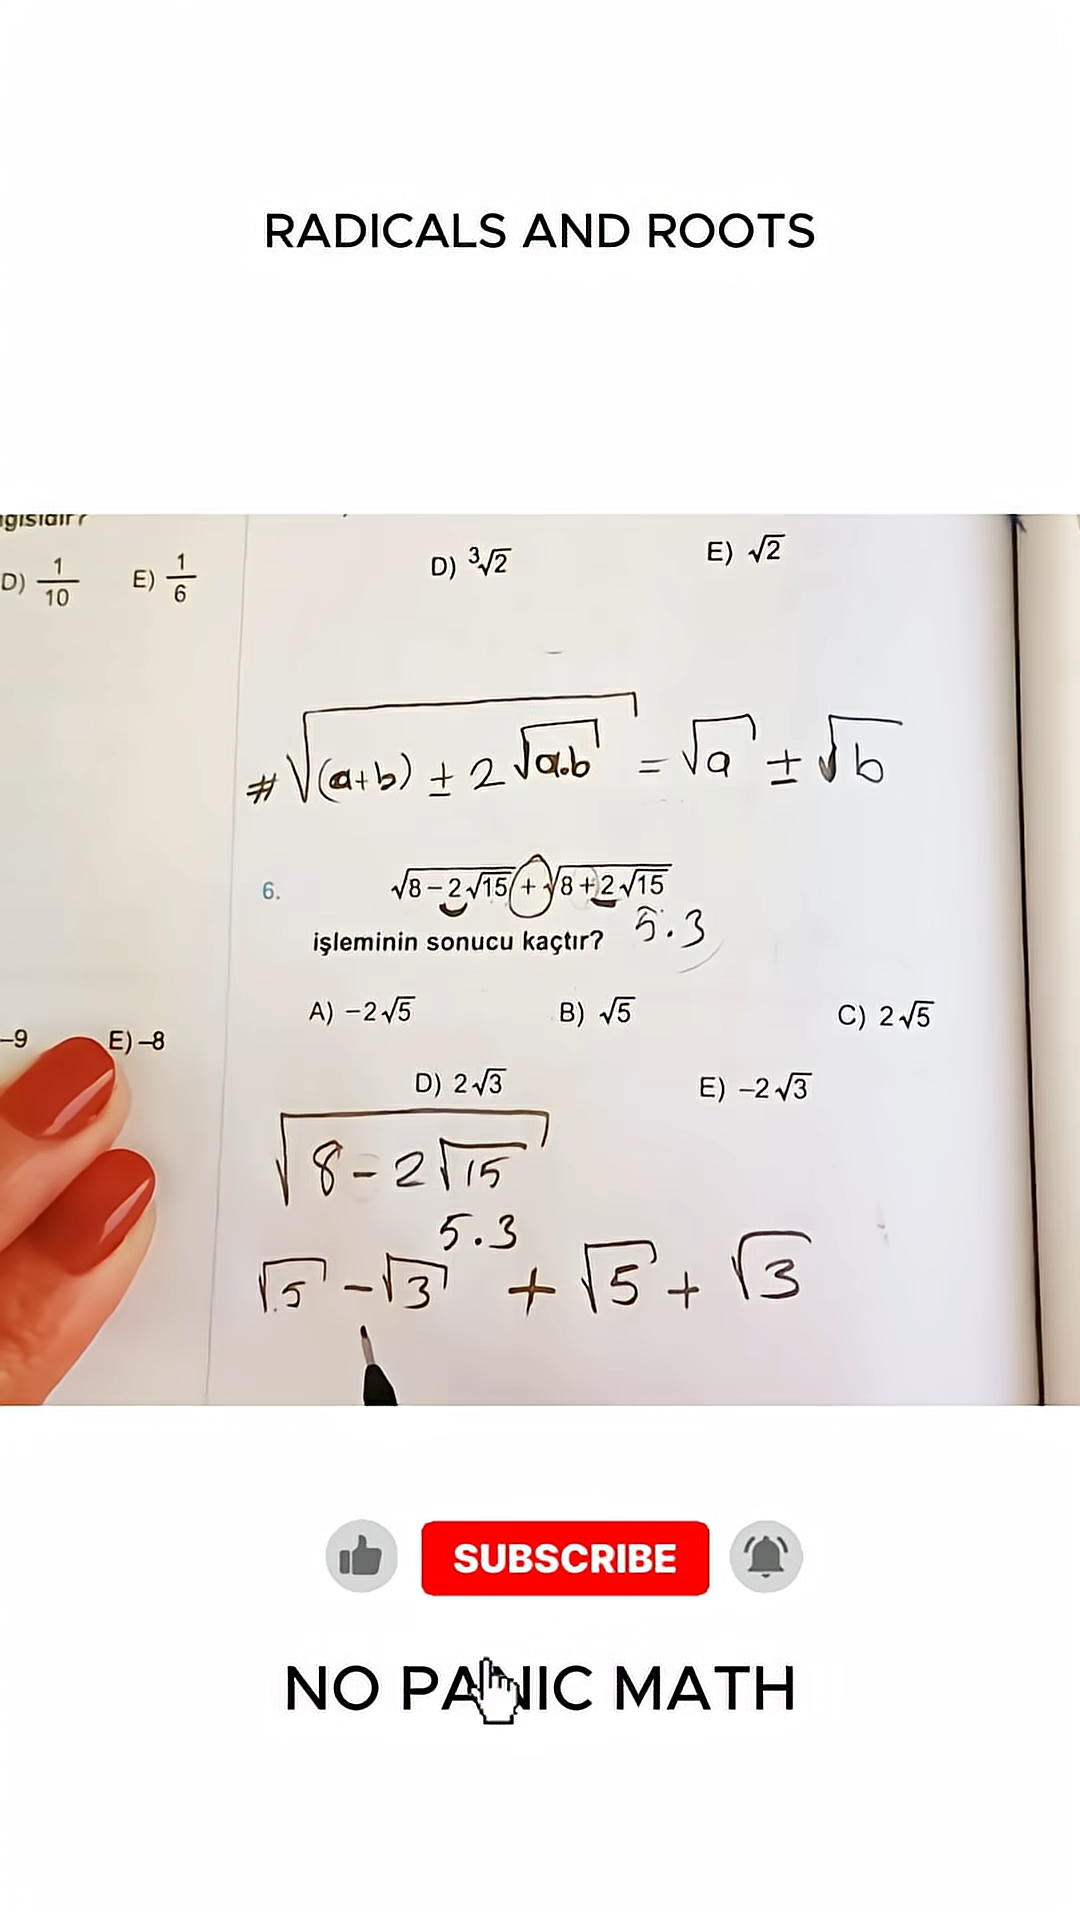 RADICALS AND ROOTS
D) 1/10 E) 1/6
D) ³√2 E) √2
# √((a+b) ± 2√(a.b)) = √a ± √b
6. √(8 − 2√15) + √(8 + 2√15)
5.3
işleminin sonucu kaçtır?
A) −2√5 B) √5 C) 2√5
−9 E) −8
D) 2√3 E) −2√3
√(8 − 2√15)
5.3
√5 − √3 + √5 + √3
SUBSCRIBE
NO PANIC MATH